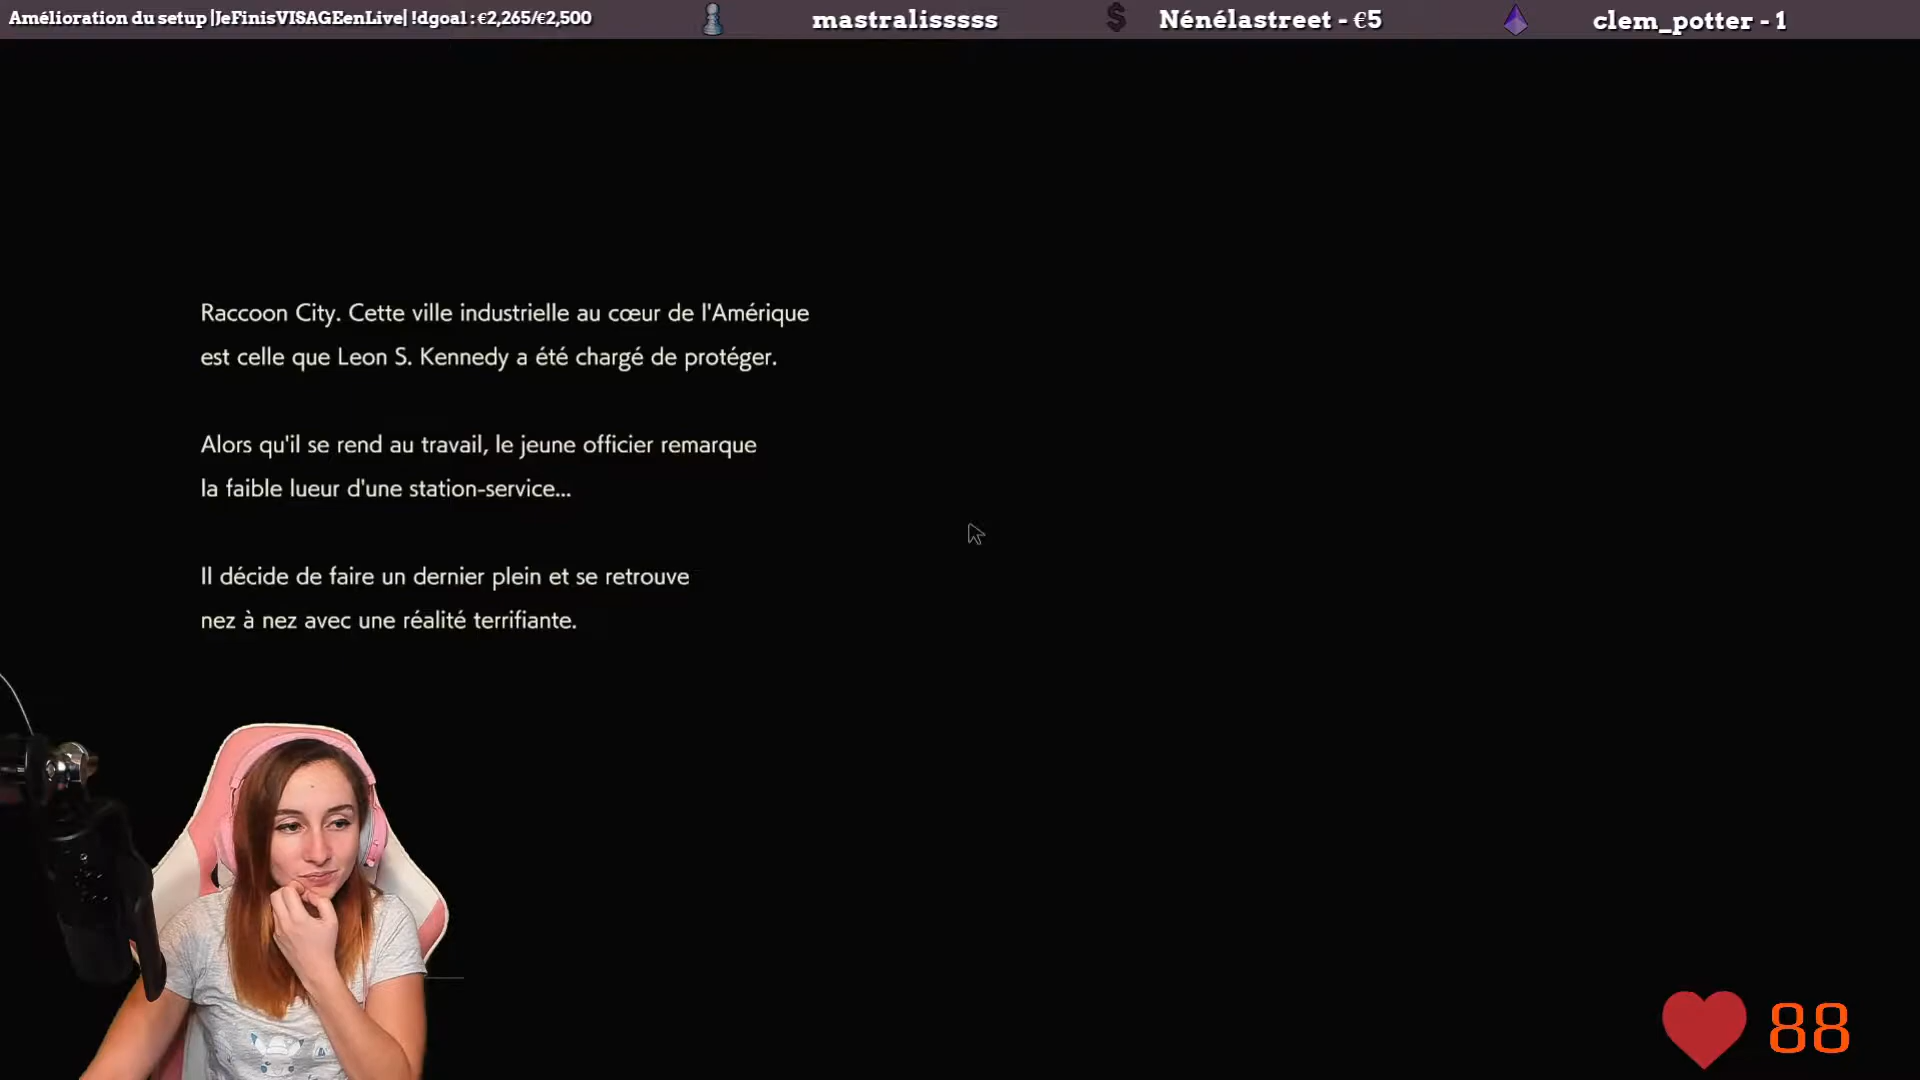 Amélioration du setup |JeFinisVISAGEenLive| !dgoal : €2,265/€2,500
mastralisssss
$
Nénélastreet - €5
clem_potter - 1
Raccoon City. Cette ville industrielle au cœur de l'Amérique
est celle que Leon S. Kennedy a été chargé de protéger.
Alors qu'il se rend au travail, le jeune officier remarque
la faible lueur d'une station-service...
Il décide de faire un dernier plein et se retrouve
nez à nez avec une réalité terrifiante.
88